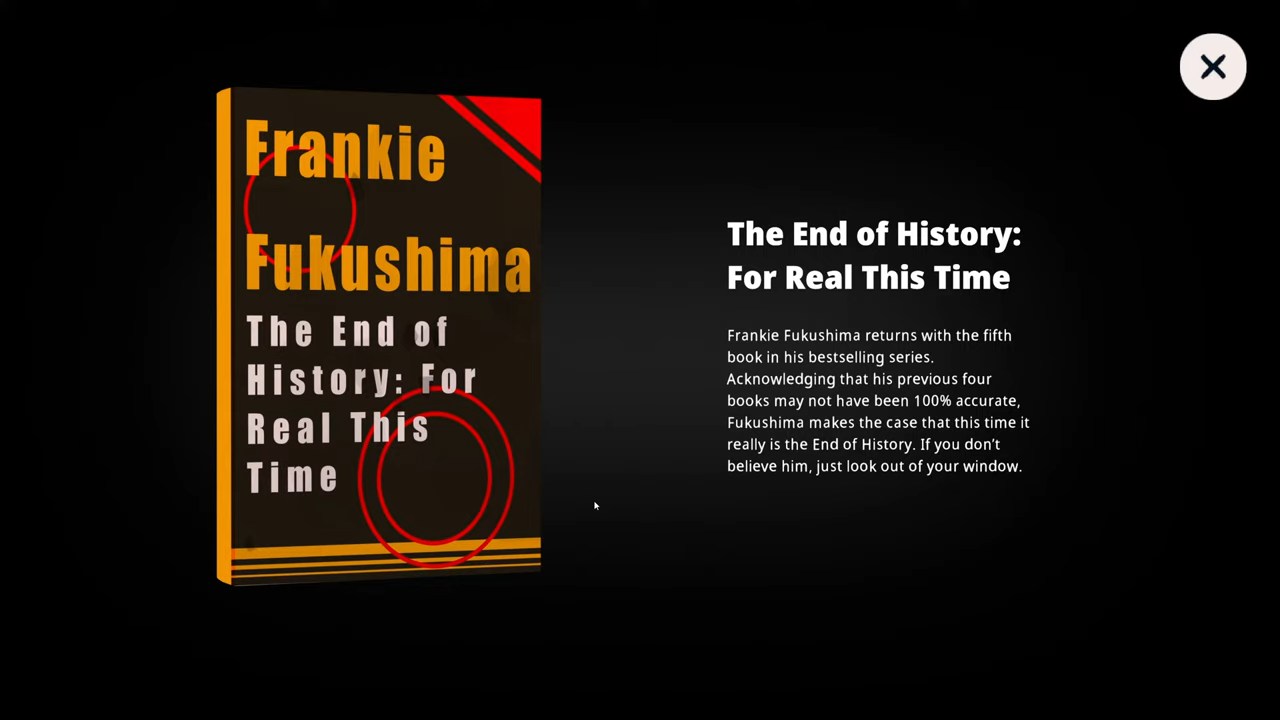 Frankie
Fukushima
The End of
History: For
Real This
Time
The End of History:
For Real This Time
Frankie Fukushima returns with the fifth
book in his bestselling series.
Acknowledging that his previous four
books may not have been 100% accurate,
Fukushima makes the case that this time it
really is the End of History. If you don't
believe him, just look out of your window.